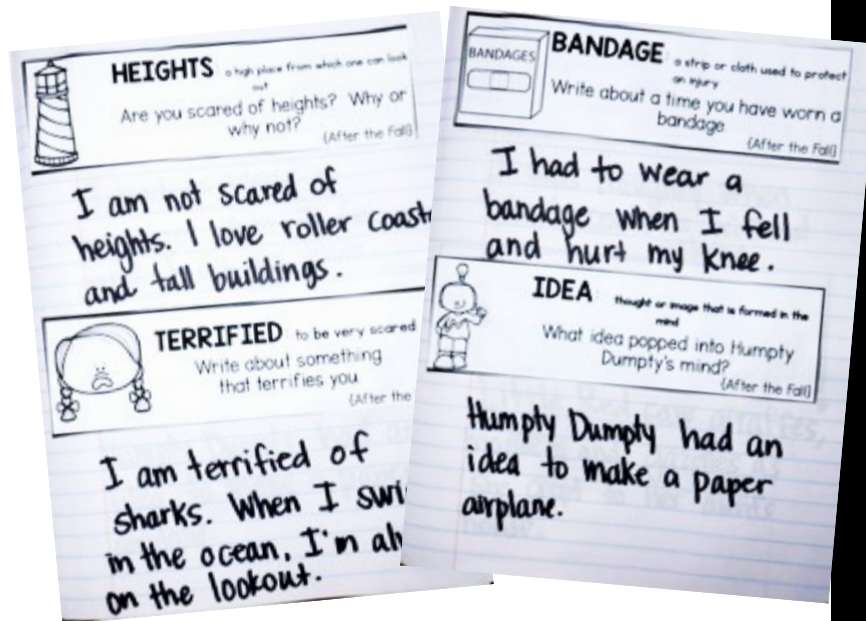 HEIGHTS : a high place from which one can look
out
Are you scared of heights? Why or
why not?
{After the Fall}
I am not scared of
heights. I love roller coast
and tall buildings.
TERRIFIED : to be very scared
Write about something
that terrifies you
{After the
I am terrified of
sharks. When I swi
in the ocean, I'm al
on the lookout.
BANDAGES
BANDAGE : a strip or cloth used to protect
an injury
Write about a time you have worn a
bandage
{After the Fall}
I had to wear a
bandage when I fell
and hurt my knee.
IDEA : thought or image that is formed in the
mind
What idea popped into Humpty
Dumpty's mind?
{After the Fall}
Humpty Dumpty had an
idea to make a paper
airplane.